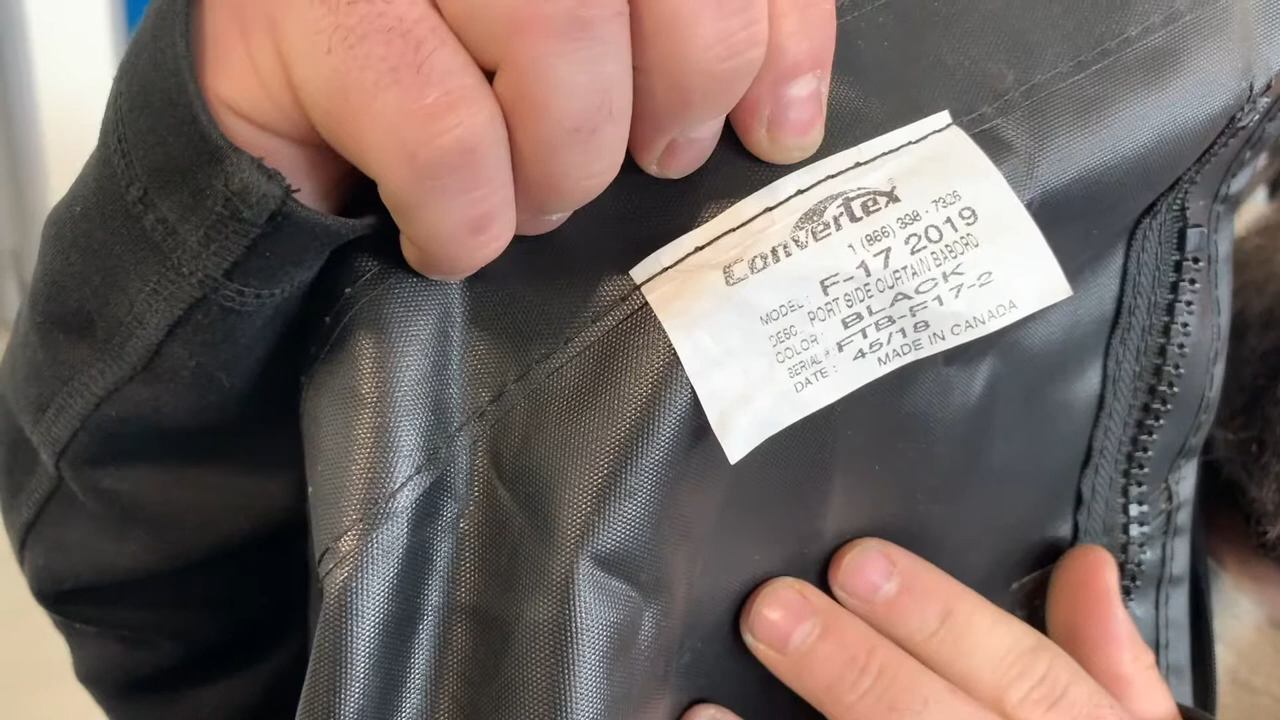 Convertex
1 (866) 338 - 7326
MODEL : F-17 2019
DESC : PORT SIDE CURTAIN BABORD
COLOR : BLACK
SERIAL # : FTB-F17-2
DATE : 45/18
MADE IN CANADA